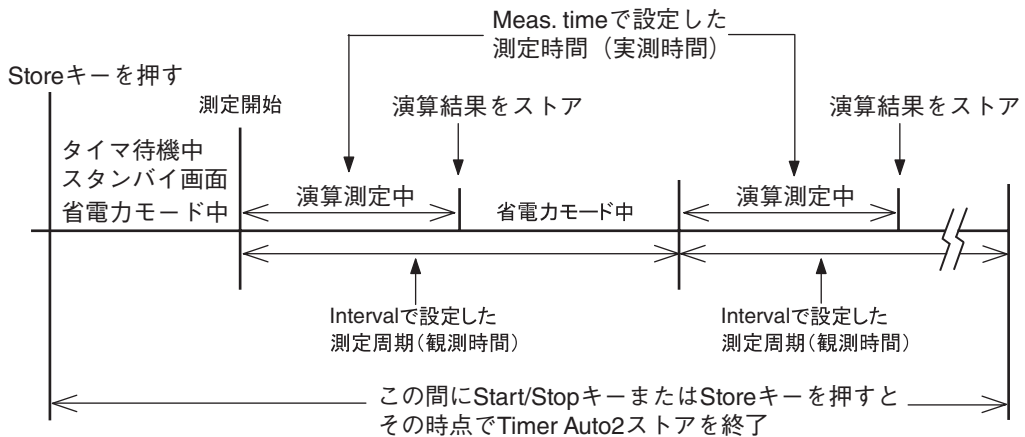 Meas. timeで設定した
測定時間（実測時間）
Storeキーを押す
測定開始
演算結果をストア
演算結果をストア
タイマ待機中
スタンバイ画面
省電力モード中
演算測定中
省電力モード中
演算測定中
Intervalで設定した
測定周期（観測時間）
Intervalで設定した
測定周期（観測時間）
この間にStart/StopキーまたはStoreキーを押すと
その時点でTimer Auto2ストアを終了